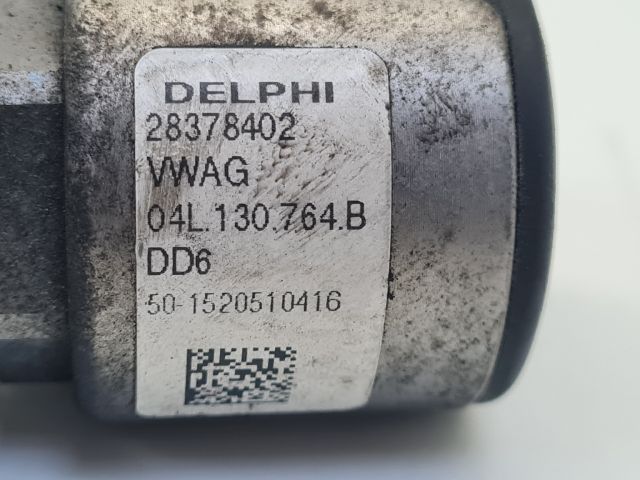 DELPHI
28378402
VWAG
04L.130.764.B
DD6
50-1520510416